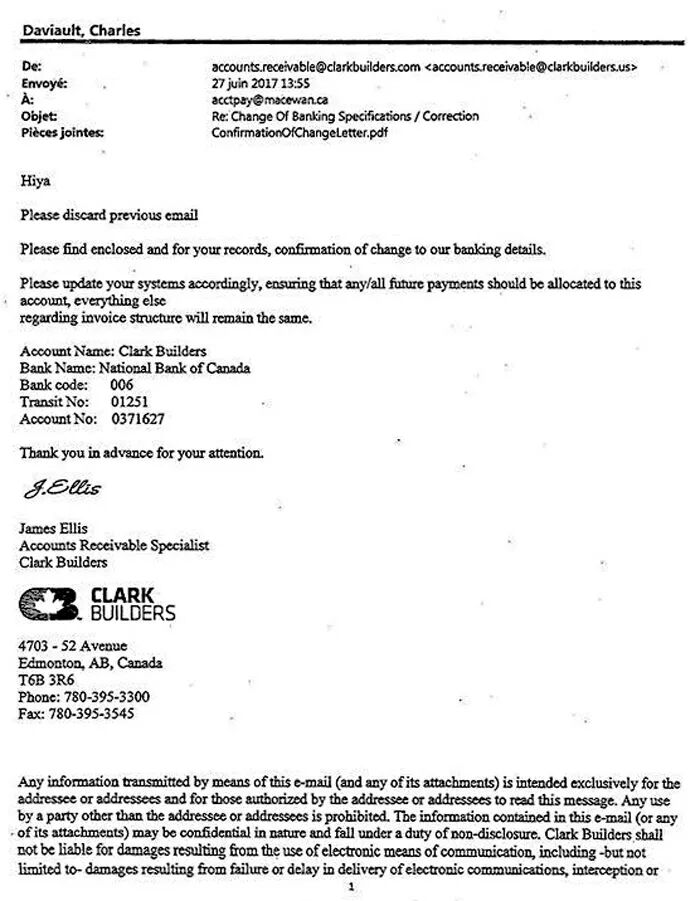 Daviault, Charles
De: accounts.receivable@clarkbuilders.com <accounts.receivable@clarkbuilders.us>
Envoyé: 27 juin 2017 13:55
À: acctpay@macewan.ca
Objet: Re: Change Of Banking Specifications / Correction
Pièces jointes: ConfirmationOfChangeLetter.pdf
Hiya
Please discard previous email
Please find enclosed and for your records, confirmation of change to our banking details.
Please update your systems accordingly, ensuring that any/all future payments should be allocated to this
account, everything else
regarding invoice structure will remain the same.
Account Name: Clark Builders
Bank Name: National Bank of Canada
Bank code: 006
Transit No: 01251
Account No: 0371627
Thank you in advance for your attention.
J.Ellis
James Ellis
Accounts Receivable Specialist
Clark Builders
CLARK
BUILDERS
4703 - 52 Avenue
Edmonton, AB, Canada
T6B 3R6
Phone: 780-395-3300
Fax: 780-395-3545
Any information transmitted by means of this e-mail (and any of its attachments) is intended exclusively for the
addressee or addressees and for those authorized by the addressee or addressees to read this message. Any use
by a party other than the addressee or addressees is prohibited. The information contained in this e-mail (or any
of its attachments) may be confidential in nature and fall under a duty of non-disclosure. Clark Builders shall
not be liable for damages resulting from the use of electronic means of communication, including -but not
limited to- damages resulting from failure or delay in delivery of electronic communications, interception or
1